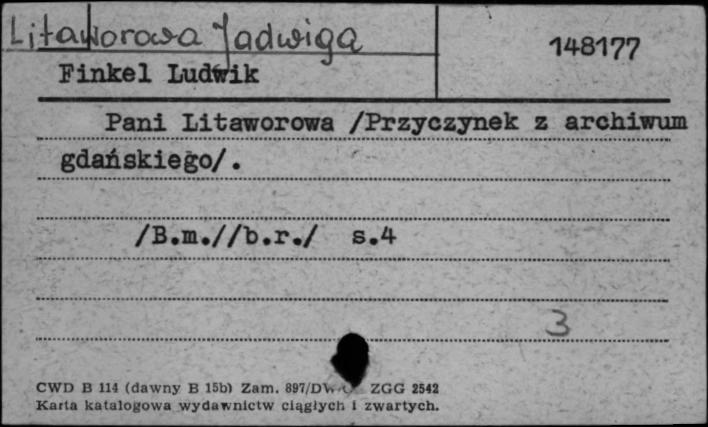 Litaworowa Jadwiga
148177
Finkel Ludwik
Pani Litaworowa /Przyczynek z archiwum
gdańskiego/.
/B.m.//b.r./ s.4
3
CWD B 114 (dawny B 15b) Zam. 897/DW ZGG 2542
Karta katalogowa wydawnictw ciągłych i zwartych.